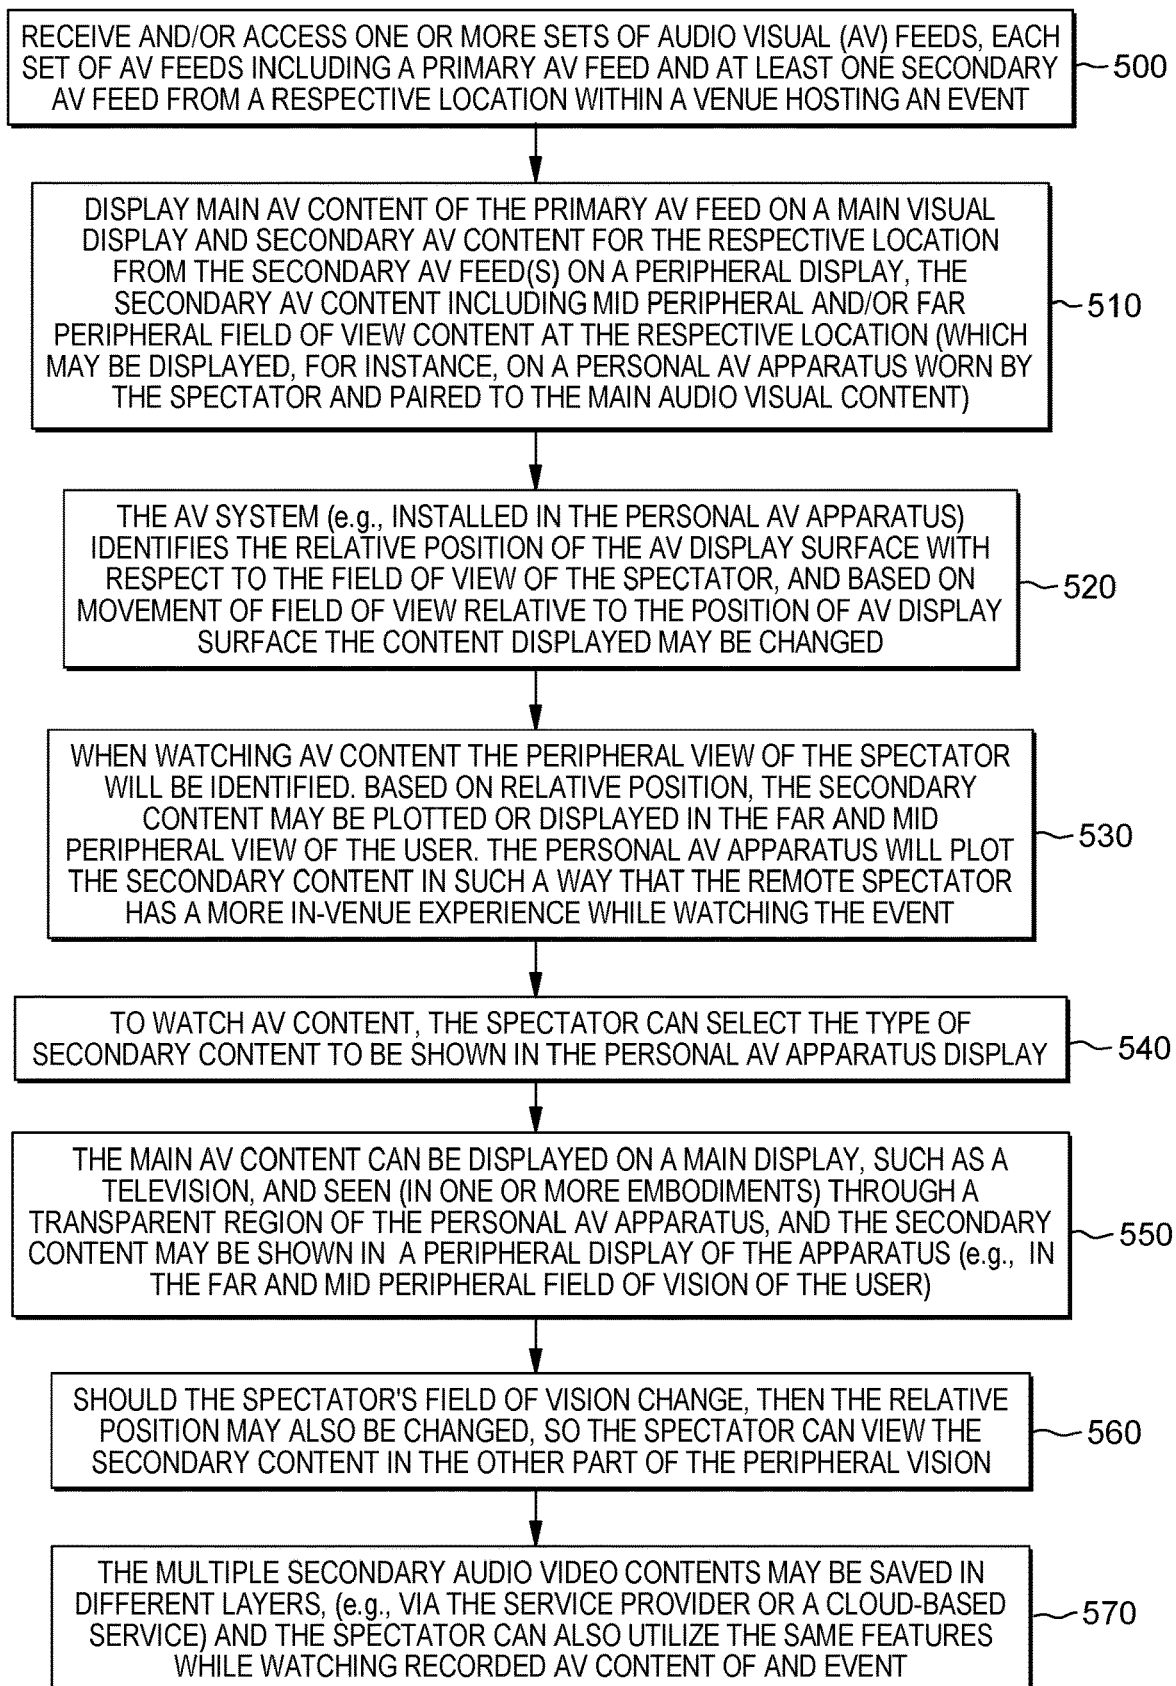 RECEIVE AND/OR ACCESS ONE OR MORE SETS OF AUDIO VISUAL (AV) FEEDS, EACH
SET OF AV FEEDS INCLUDING A PRIMARY AV FEED AND AT LEAST ONE SECONDARY
AV FEED FROM A RESPECTIVE LOCATION WITHIN A VENUE HOSTING AN EVENT
500
DISPLAY MAIN AV CONTENT OF THE PRIMARY AV FEED ON A MAIN VISUAL
DISPLAY AND SECONDARY AV CONTENT FOR THE RESPECTIVE LOCATION
FROM THE SECONDARY AV FEED(S) ON A PERIPHERAL DISPLAY, THE
SECONDARY AV CONTENT INCLUDING MID PERIPHERAL AND/OR FAR
PERIPHERAL FIELD OF VIEW CONTENT AT THE RESPECTIVE LOCATION (WHICH
MAY BE DISPLAYED, FOR INSTANCE, ON A PERSONAL AV APPARATUS WORN BY
THE SPECTATOR AND PAIRED TO THE MAIN AUDIO VISUAL CONTENT)
510
THE AV SYSTEM (e.g., INSTALLED IN THE PERSONAL AV APPARATUS)
IDENTIFIES THE RELATIVE POSITION OF THE AV DISPLAY SURFACE WITH
RESPECT TO THE FIELD OF VIEW OF THE SPECTATOR, AND BASED ON
MOVEMENT OF FIELD OF VIEW RELATIVE TO THE POSITION OF AV DISPLAY
SURFACE THE CONTENT DISPLAYED MAY BE CHANGED
520
WHEN WATCHING AV CONTENT THE PERIPHERAL VIEW OF THE SPECTATOR
WILL BE IDENTIFIED. BASED ON RELATIVE POSITION, THE SECONDARY
CONTENT MAY BE PLOTTED OR DISPLAYED IN THE FAR AND MID
PERIPHERAL VIEW OF THE USER. THE PERSONAL AV APPARATUS WILL PLOT
THE SECONDARY CONTENT IN SUCH A WAY THAT THE REMOTE SPECTATOR
HAS A MORE IN-VENUE EXPERIENCE WHILE WATCHING THE EVENT
530
TO WATCH AV CONTENT, THE SPECTATOR CAN SELECT THE TYPE OF
SECONDARY CONTENT TO BE SHOWN IN THE PERSONAL AV APPARATUS DISPLAY
540
THE MAIN AV CONTENT CAN BE DISPLAYED ON A MAIN DISPLAY, SUCH AS A
TELEVISION, AND SEEN (IN ONE OR MORE EMBODIMENTS) THROUGH A
TRANSPARENT REGION OF THE PERSONAL AV APPARATUS, AND THE SECONDARY
CONTENT MAY BE SHOWN IN A PERIPHERAL DISPLAY OF THE APPARATUS (e.g., IN
THE FAR AND MID PERIPHERAL FIELD OF VISION OF THE USER)
550
SHOULD THE SPECTATOR'S FIELD OF VISION CHANGE, THEN THE RELATIVE
POSITION MAY ALSO BE CHANGED, SO THE SPECTATOR CAN VIEW THE
SECONDARY CONTENT IN THE OTHER PART OF THE PERIPHERAL VISION
560
THE MULTIPLE SECONDARY AUDIO VIDEO CONTENTS MAY BE SAVED IN
DIFFERENT LAYERS, (e.g., VIA THE SERVICE PROVIDER OR A CLOUD-BASED
SERVICE) AND THE SPECTATOR CAN ALSO UTILIZE THE SAME FEATURES
WHILE WATCHING RECORDED AV CONTENT OF AND EVENT
570